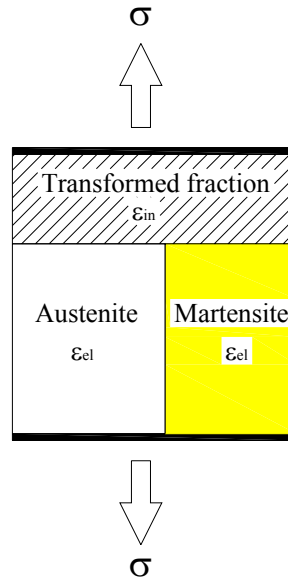 σ
Transformed fraction
εin
Austenite Martensite
εel εel
σ